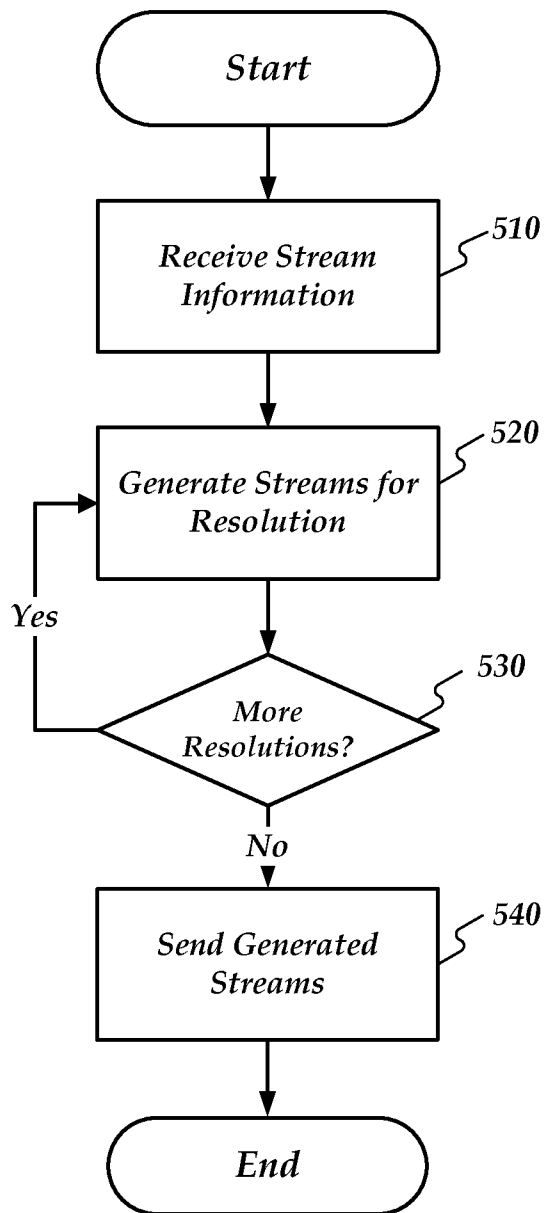 Start
510
Receive Stream
Information
520
Generate Streams for
Resolution
Yes
530
More
Resolutions?
No
540
Send Generated
Streams
End